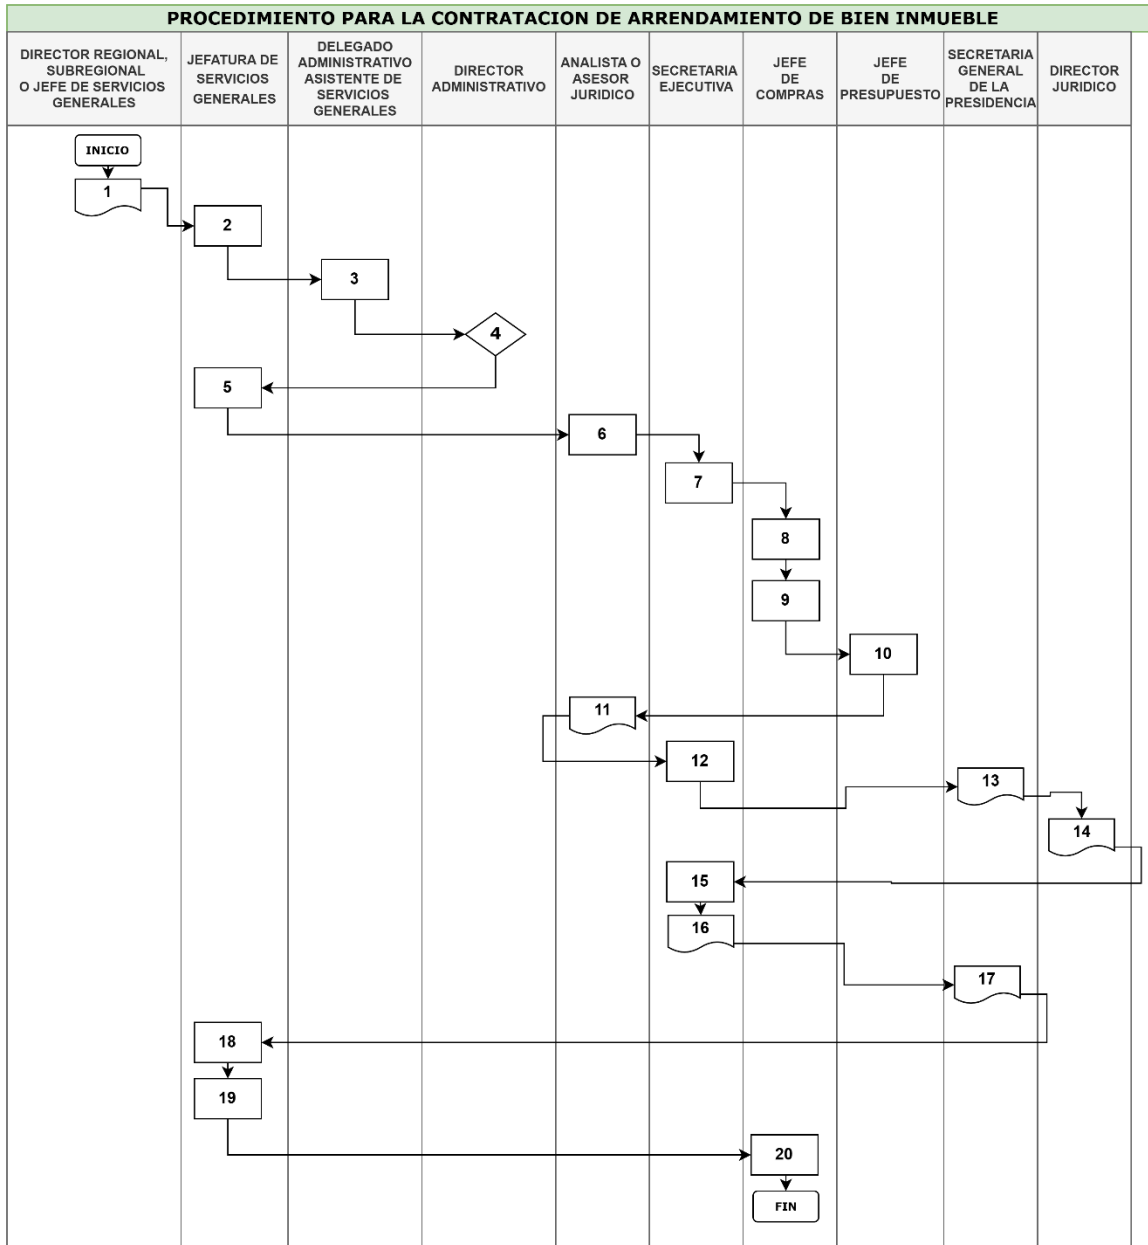 PROCEDIMIENTO PARA LA CONTRATACION DE ARRENDAMIENTO DE BIEN INMUEBLE
DIRECTOR REGIONAL,
SUBREGIONAL
O JEFE DE SERVICIOS
GENERALES
JEFATURA DE
SERVICIOS
GENERALES
DELEGADO
ADMINISTRATIVO
ASISTENTE DE
SERVICIOS
GENERALES
DIRECTOR
ADMINISTRATIVO
ANALISTA O
ASESOR
JURIDICO
SECRETARIA
EJECUTIVA
JEFE
DE
COMPRAS
JEFE
DE
PRESUPUESTO
SECRETARIA
GENERAL
DE LA
PRESIDENCIA
DIRECTOR
JURIDICO
INICIO
1
2
3
4
5
6
7
8
9
10
11
12
13
14
15
16
17
18
19
20
FIN